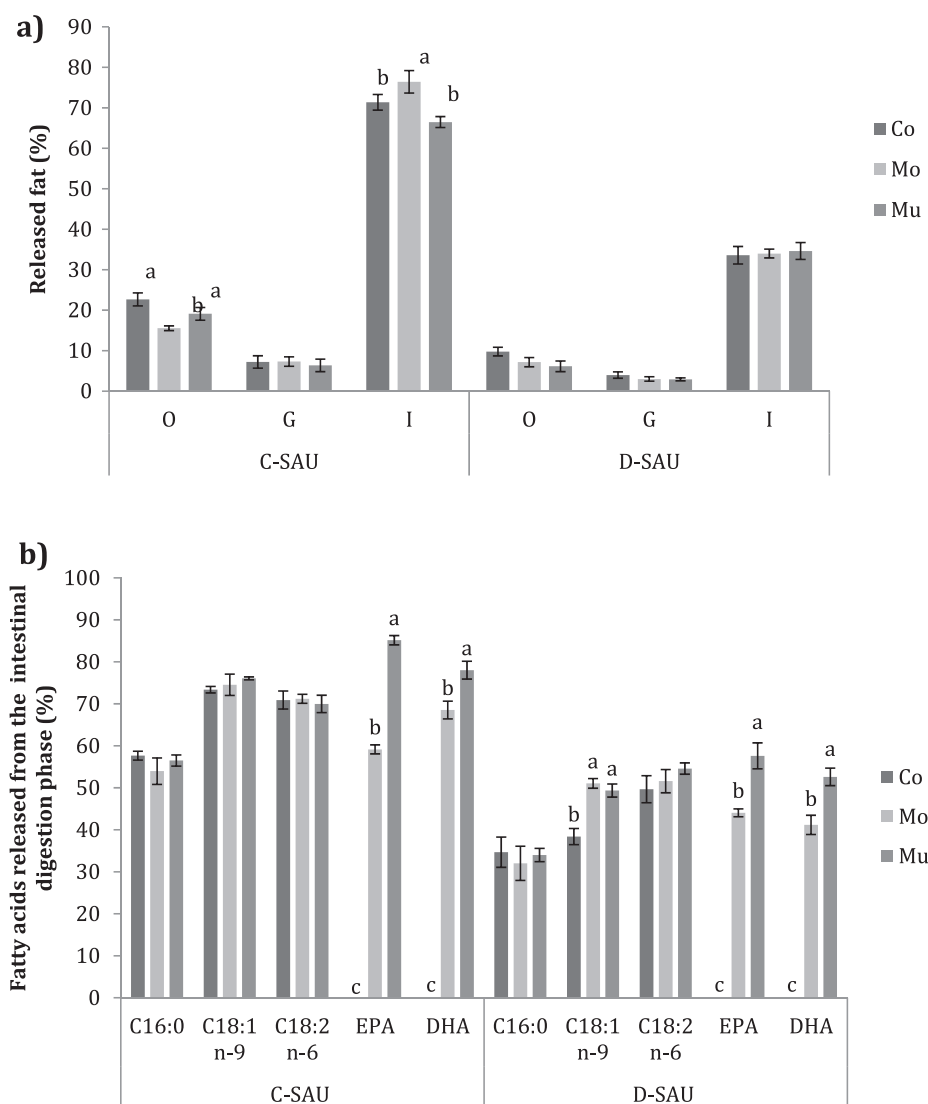 a)
Released fat (%)
90
80
70
60
50
40
30
20
10
0
a
b a
b
a
b
O G I O G I
C-SAU D-SAU
Co
Mo
Mu
b)
Fatty acids released from the intestinal
digestion phase (%)
100
90
80
70
60
50
40
30
20
10
0
c
b
a
c
b
a
b
a
a
c
b
a
c
b
a
C16:0 C18:1 C18:2 EPA DHA C16:0 C18:1 C18:2 EPA DHA
n-9 n-6 n-9 n-6
C-SAU D-SAU
Co
Mo
Mu